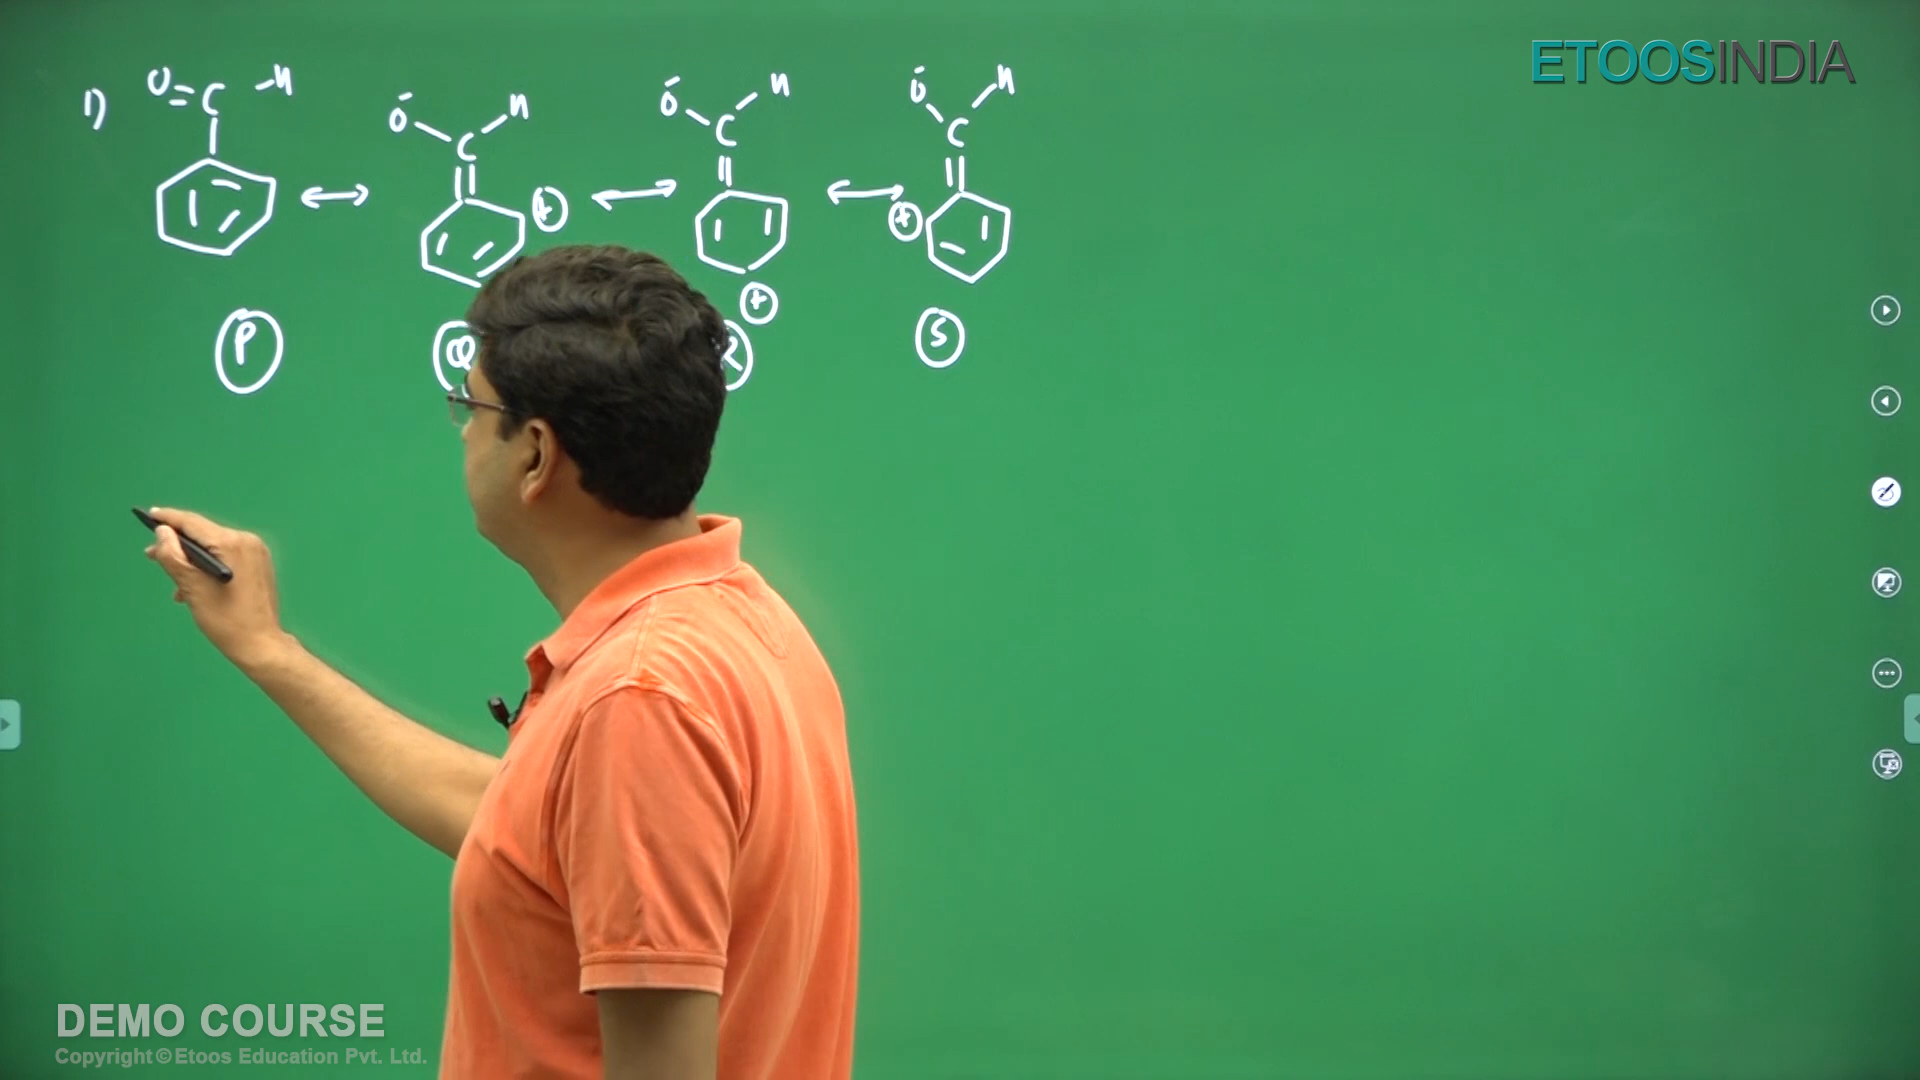 ETOOSINDIA
1) O=C-H
O- C H
O- C H
O- C H
+ + +
P Q R S
DEMO COURSE
Copyright © Etoos Education Pvt. Ltd.